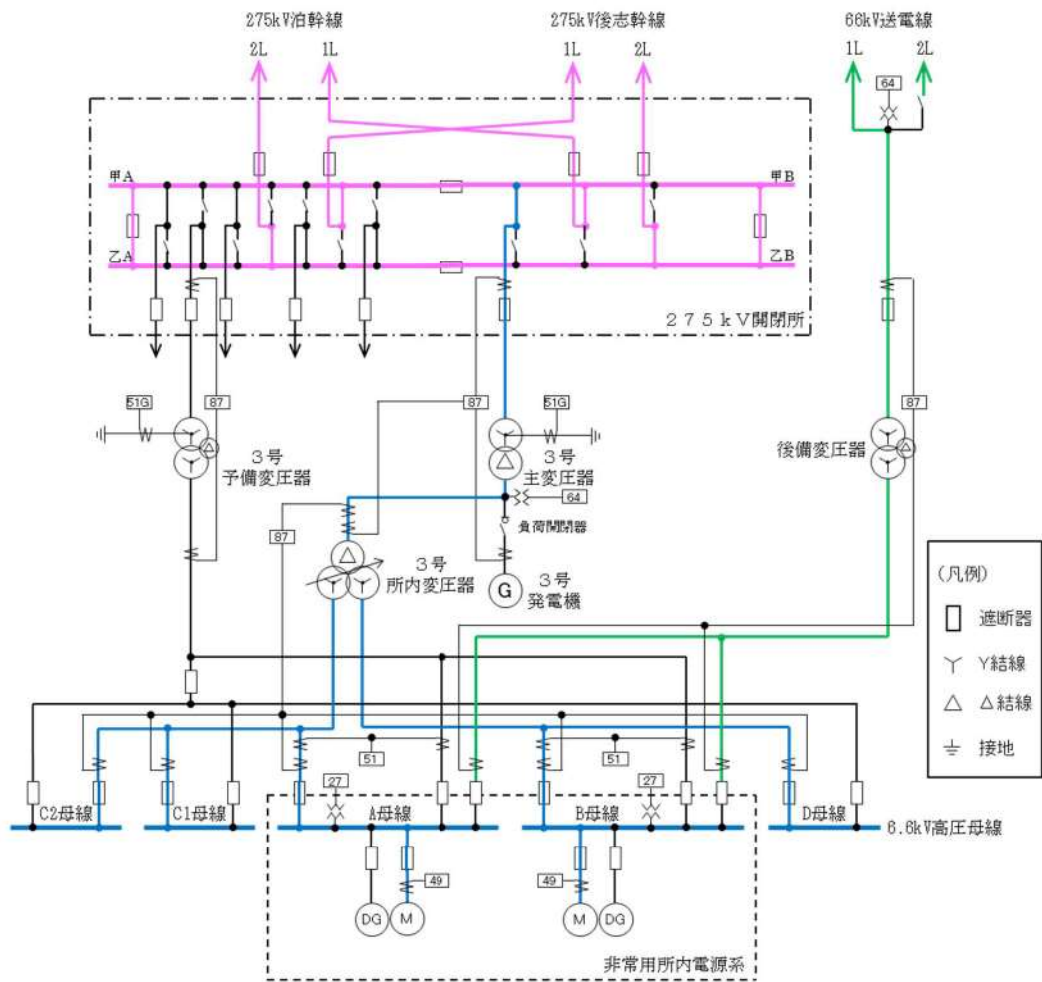 275kV泊幹線
275kV後志幹線
66kV送電線
2L
1L
1L
2L
1L
2L
64
甲A
甲B
乙A
乙B
275kV開閉所
51G
87
87
51G
87
3号
予備変圧器
3号
主変圧器
後備変圧器
64
87
負荷開閉器
3号
所内変圧器
G
3号
発電機
(凡例)
遮断器
Y結線
△結線
接地
51
51
27
27
C2母線
C1母線
A母線
B母線
D母線
6.6kV高圧母線
49
49
DG
M
M
DG
非常用所内電源系